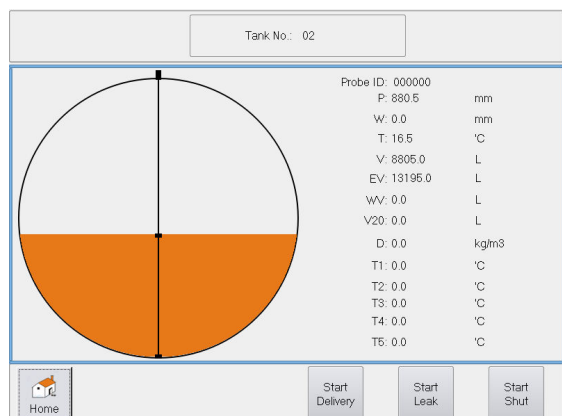 Tank No.: 02
Probe ID: 000000
P: 880.5 mm
W: 0.0 mm
T: 16.5 'C
V: 8805.0 L
EV: 13195.0 L
WV: 0.0 L
V20: 0.0 L
D: 0.0 kg/m3
T1: 0.0 'C
T2: 0.0 'C
T3: 0.0 'C
T4: 0.0 'C
T5: 0.0 'C
Home
Start Delivery
Start Leak
Start Shut